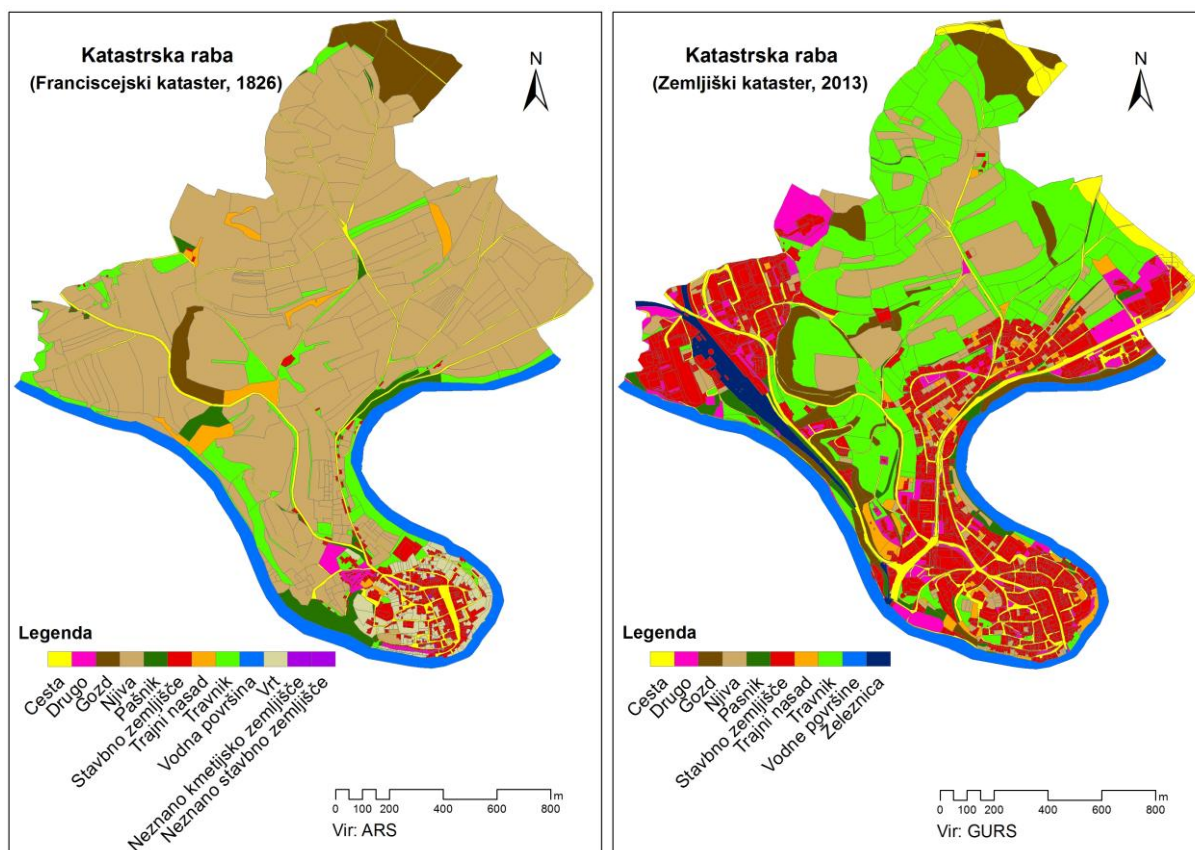 Katastrska raba
(Franciscejski kataster, 1826)
N
Legenda
Cesta
Drugo
Gozd
Njiva
Pašnik
Stavbno zemljišče
Trajni nasad
Travnik
Vodna površina
Vrt
Neznano kmetijsko zemljišče
Neznano stavbno zemljišče
0 100 200 400 600 800 m
Vir: ARS
Katastrska raba
(Zemljiški kataster, 2013)
N
Legenda
Cesta
Drugo
Gozd
Njiva
Pašnik
Stavbno zemljišče
Trajni nasad
Travnik
Vodne površine
Železnica
0 100 200 400 600 800 m
Vir: GURS